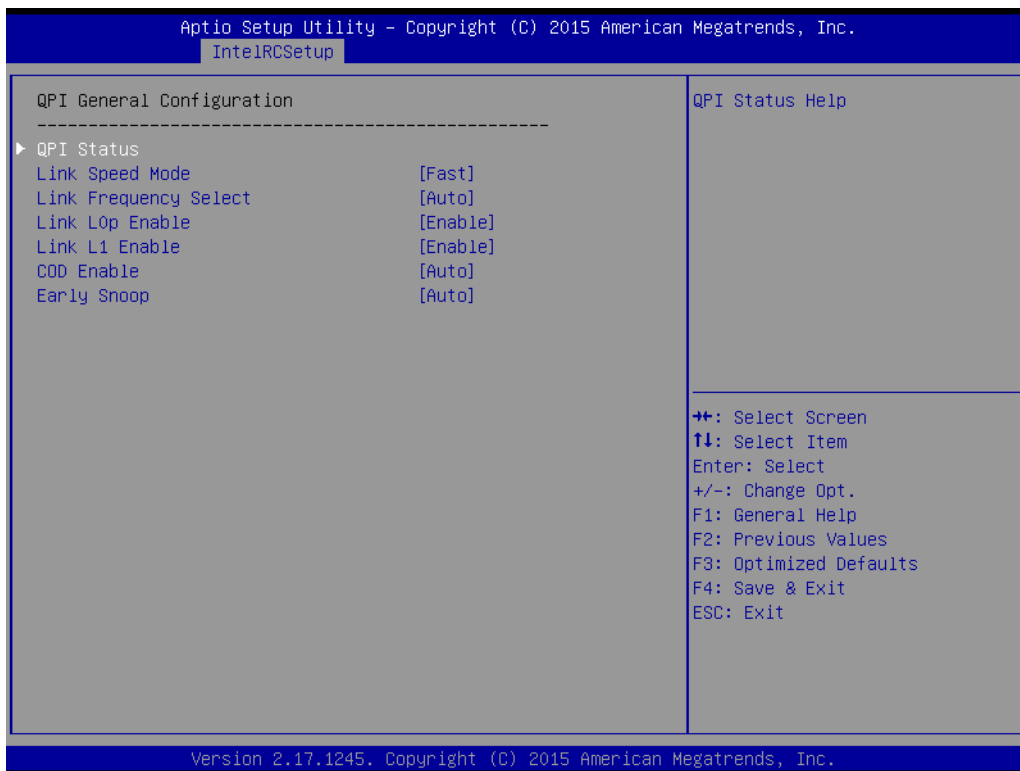 Aptio Setup Utility – Copyright (C) 2015 American Megatrends, Inc.
IntelRCSetup
QPI General Configuration
--------------------------------------------------
QPI Status
Link Speed Mode [Fast]
Link Frequency Select [Auto]
Link L0p Enable [Enable]
Link L1 Enable [Enable]
COD Enable [Auto]
Early Snoop [Auto]
QPI Status Help
→←: Select Screen
↑↓: Select Item
Enter: Select
+/-: Change Opt.
F1: General Help
F2: Previous Values
F3: Optimized Defaults
F4: Save & Exit
ESC: Exit
Version 2.17.1245. Copyright (C) 2015 American Megatrends, Inc.